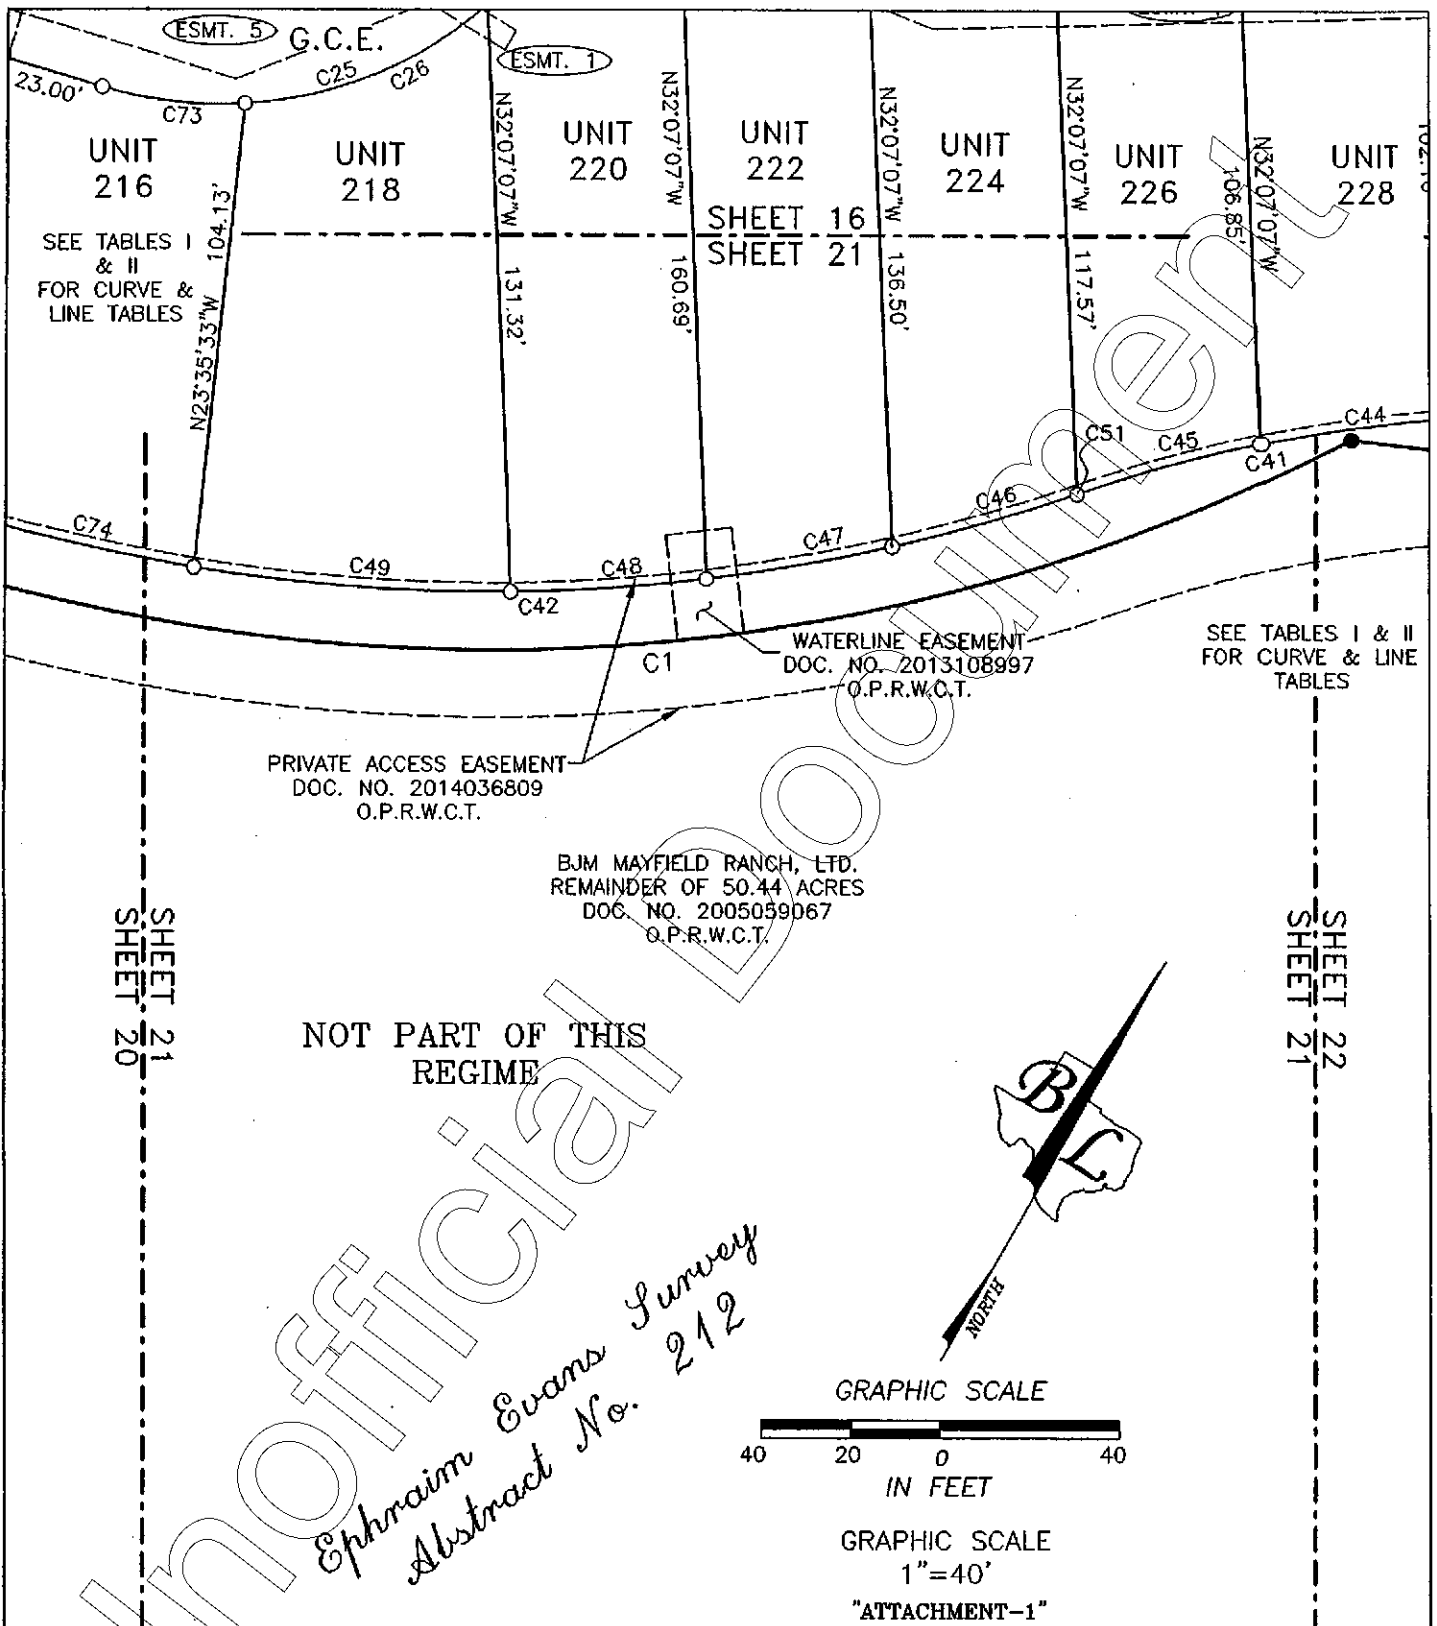 ESMT. 5
G.C.E.
ESMT. 1
23.00'
C73
C25
C26
UNIT
216
UNIT
218
UNIT
220
UNIT
222
UNIT
224
UNIT
226
UNIT
228
N32°07'07"W
131.32'
N32°07'07"W
160.69'
N32°07'07"W
136.50'
N32°07'07"W
117.57'
N32°07'07"W
106.85'
N23°35'33"W 104.13'
SHEET 16
SHEET 21
SEE TABLES I
& II
FOR CURVE &
LINE TABLES
C74
C49
C42
C48
C47
C46
C51
C45
C41
C44
C1
WATERLINE EASEMENT
DOC. NO. 2013108997
O.P.R.W.C.T.
SEE TABLES I & II
FOR CURVE & LINE
TABLES
PRIVATE ACCESS EASEMENT
DOC. NO. 2014036809
O.P.R.W.C.T.
BJM MAYFIELD RANCH, LTD.
REMAINDER OF 50.44 ACRES
DOC. NO. 2005059067
O.P.R.W.C.T.
SHEET 21
SHEET 20
SHEET 22
SHEET 21
NOT PART OF THIS
REGIME
B
L
NORTH
Ephraim Evans Survey
Abstract No. 212
GRAPHIC SCALE
40 20 0 40
IN FEET
GRAPHIC SCALE
1"=40'
"ATTACHMENT-1"
nofficial Document